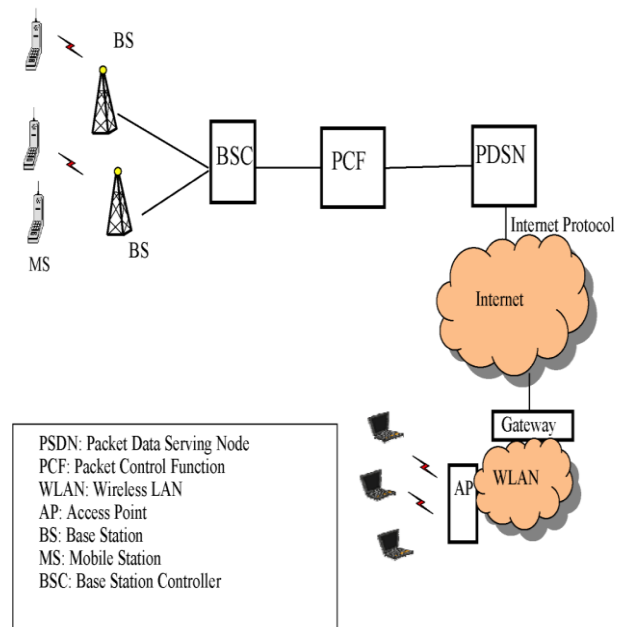 BS
BSC
PCF
PDSN
BS
MS
Internet Protocol
Internet
Gateway
AP
WLAN
PSDN: Packet Data Serving Node
PCF: Packet Control Function
WLAN: Wireless LAN
AP: Access Point
BS: Base Station
MS: Mobile Station
BSC: Base Station Controller